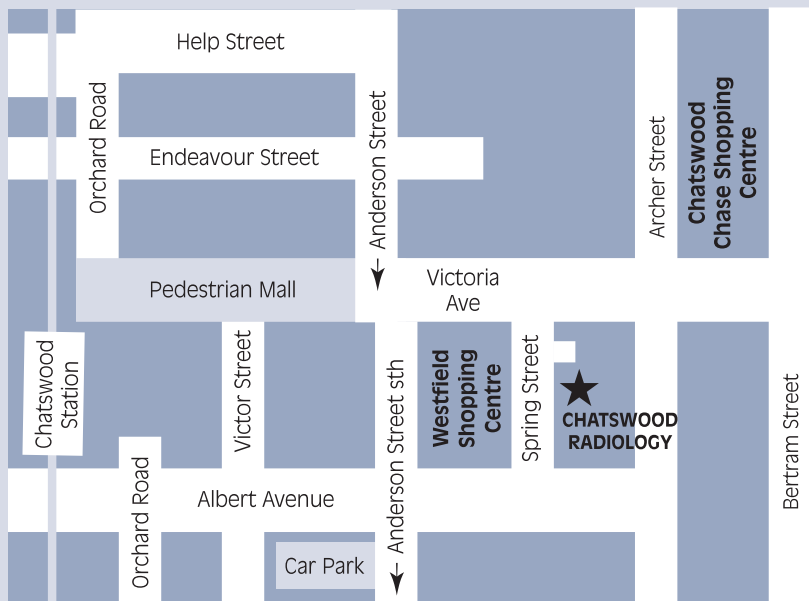 Help Street
Orchard Road
Endeavour Street
Anderson Street
Archer Street
Chatswood
Chase Shopping
Centre
Pedestrian Mall
Victoria
Ave
Chatswood
Station
Victor Street
Anderson Street sth
Westfield
Shopping
Centre
Spring Street
CHATSWOOD
RADIOLOGY
Bertram Street
Orchard Road
Albert Avenue
Car Park